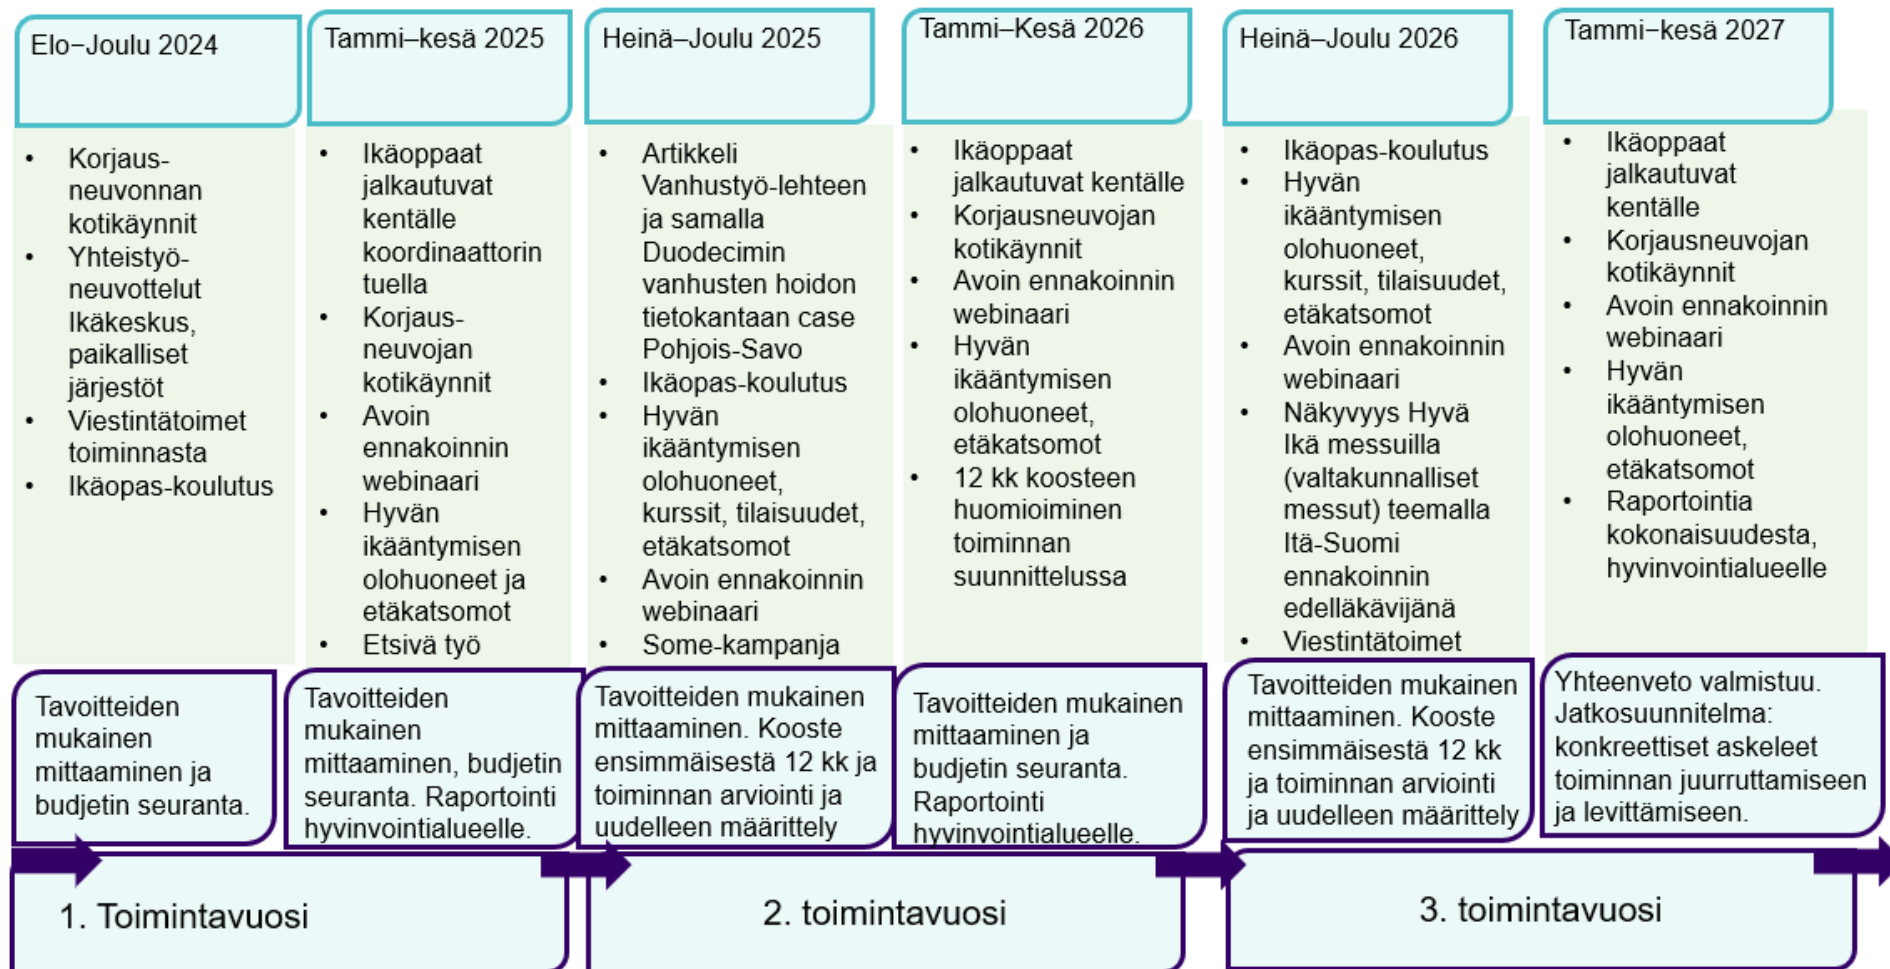 Elo–Joulu 2024
• Korjaus-
neuvonnan
kotikäynnit
• Yhteistyö-
neuvottelut
Ikäkeskus,
paikalliset
järjestöt
• Viestintätoimet
toiminnasta
• Ikäopas-koulutus
Tavoitteiden
mukainen
mittaaminen ja
budjetin seuranta.
Tammi–kesä 2025
• Ikäoppaat
jalkautuvat
kentälle
koordinaattorin
tuella
• Korjaus-
neuvojan
kotikäynnit
• Avoin
ennakoinnin
webinaari
• Hyvän
ikääntymisen
olohuoneet ja
etäkatsomot
• Etsivä työ
Tavoitteiden
mukainen
mittaaminen, budjetin
seuranta. Raportointi
hyvinvointialueelle.
Heinä–Joulu 2025
• Artikkeli
Vanhustyö-lehteen
ja samalla
Duodecimin
vanhusten hoidon
tietokantaan case
Pohjois-Savo
• Ikäopas-koulutus
• Hyvän
ikääntymisen
olohuoneet,
kurssit, tilaisuudet,
etäkatsomot
• Avoin ennakoinnin
webinaari
• Some-kampanja
Tavoitteiden mukainen
mittaaminen. Kooste
ensimmäisestä 12 kk ja
toiminnan arviointi ja
uudelleen määrittely
Tammi–Kesä 2026
• Ikäoppaat
jalkautuvat kentälle
• Korjausneuvojan
kotikäynnit
• Avoin ennakoinnin
webinaari
• Hyvän
ikääntymisen
olohuoneet,
etäkatsomot
• 12 kk koosteen
huomioiminen
toiminnan
suunnittelussa
Tavoitteiden mukainen
mittaaminen ja
budjetin seuranta.
Raportointi
hyvinvointialueelle.
Heinä–Joulu 2026
• Ikäopas-koulutus
• Hyvän
ikääntymisen
olohuoneet,
kurssit, tilaisuudet,
etäkatsomot
• Avoin ennakoinnin
webinaari
• Näkyvyys Hyvä
Ikä messuilla
(valtakunnalliset
messut) teemalla
Itä-Suomi
ennakoinnin
edelläkävijänä
• Viestintätoimet
Tavoitteiden mukainen
mittaaminen. Kooste
ensimmäisestä 12 kk
ja toiminnan arviointi
ja uudelleen määrittely
Tammi–kesä 2027
• Ikäoppaat
jalkautuvat
kentälle
• Korjausneuvojan
kotikäynnit
• Avoin ennakoinnin
webinaari
• Hyvän
ikääntymisen
olohuoneet,
etäkatsomot
• Raportointia
kokonaisuudesta,
hyvinvointialueelle
Yhteenveto valmistuu.
Jatkosuunnitelma:
konkreettiset askeleet
toiminnan juurruttamiseen
ja levittämiseen.
1. Toimintavuosi
2. toimintavuosi
3. toimintavuosi